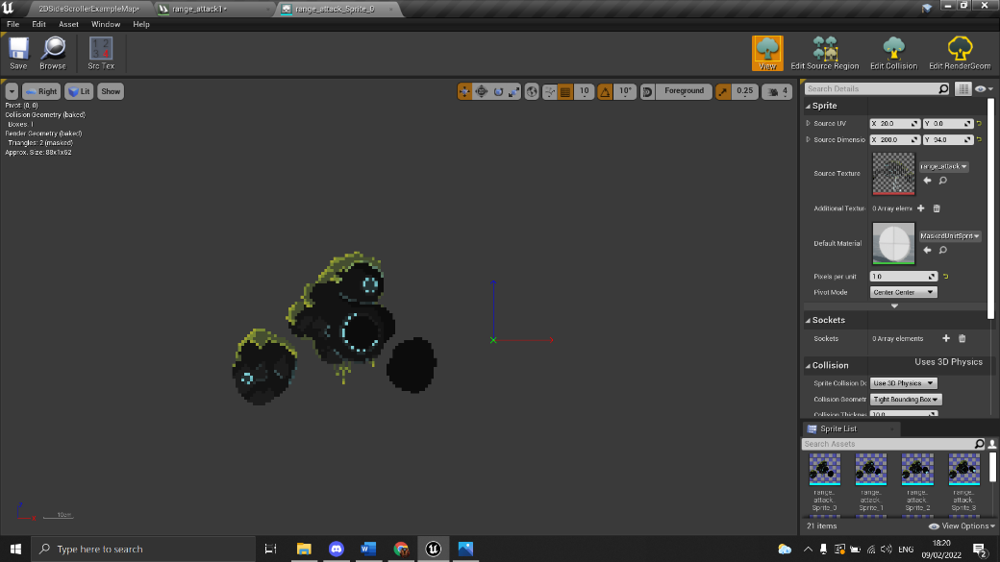 2DSideScrollerExampleMap•
range_attack1•
range_attack_Sprite_0
File Edit Asset Window Help
Save
Browse
Src Tex
View
Edit Source Region
Edit Collision
Edit RenderGeom
Right
Lit
Show
10
10°
Foreground
0.25
4
Pivot: (0, 0)
Collision Geometry (baked)
Boxes: 1
Render Geometry (baked)
Triangles: 2 (masked)
Approx. Size: 88x1x62
10cm
Search Details
Sprite
Source UV X 20.0 Y 0.0
Source Dimensio X 200.0 Y 94.0
Source Texture range_attack
Additional Textur 0 Array elem
Default Material MaskedUnlitSprit
Pixels per unit 1.0
Pivot Mode Center Center
Sockets
Sockets 0 Array elements
Collision
Uses 3D Physics
Sprite Collision D Use 3D Physics
Collision Geometr Tight Bounding Box
Collision Thickne 10.0
Sprite List
Search Assets
range_attack_Sprite_0
range_attack_Sprite_1
range_attack_Sprite_2
range_attack_Sprite_3
21 items
View Options
Type here to search
ENG
18:20
09/02/2022
2